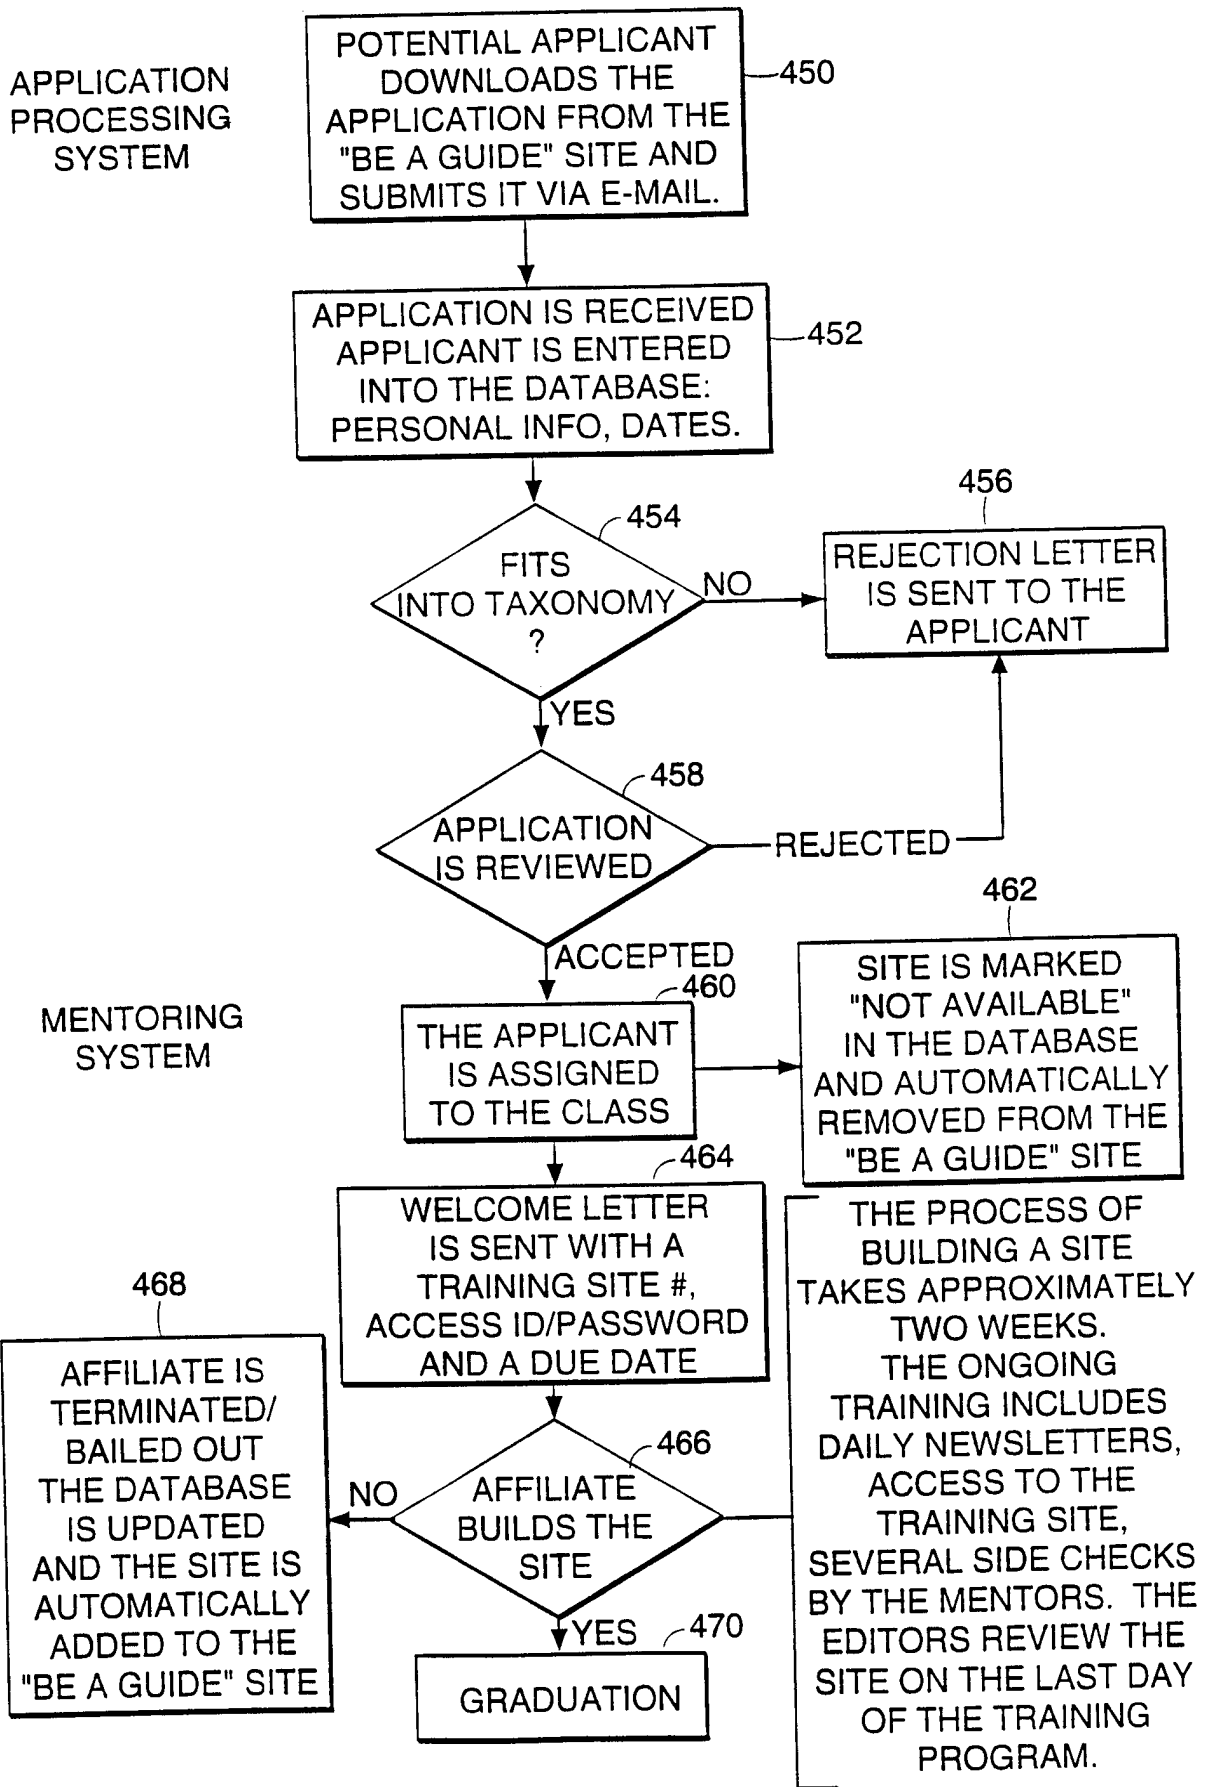 APPLICATION
PROCESSING
SYSTEM
POTENTIAL APPLICANT
DOWNLOADS THE
APPLICATION FROM THE
"BE A GUIDE" SITE AND
SUBMITS IT VIA E-MAIL.
450
APPLICATION IS RECEIVED
APPLICANT IS ENTERED
INTO THE DATABASE:
PERSONAL INFO, DATES.
452
454
FITS
INTO TAXONOMY
?
NO
456
REJECTION LETTER
IS SENT TO THE
APPLICANT
YES
458
APPLICATION
IS REVIEWED
REJECTED
ACCEPTED
MENTORING
SYSTEM
460
THE APPLICANT
IS ASSIGNED
TO THE CLASS
462
SITE IS MARKED
"NOT AVAILABLE"
IN THE DATABASE
AND AUTOMATICALLY
REMOVED FROM THE
"BE A GUIDE" SITE
464
WELCOME LETTER
IS SENT WITH A
TRAINING SITE #,
ACCESS ID/PASSWORD
AND A DUE DATE
466
AFFILIATE
BUILDS THE
SITE
NO
468
AFFILIATE IS
TERMINATED/
BAILED OUT
THE DATABASE
IS UPDATED
AND THE SITE IS
AUTOMATICALLY
ADDED TO THE
"BE A GUIDE" SITE
YES
470
GRADUATION
THE PROCESS OF
BUILDING A SITE
TAKES APPROXIMATELY
TWO WEEKS.
THE ONGOING
TRAINING INCLUDES
DAILY NEWSLETTERS,
ACCESS TO THE
TRAINING SITE,
SEVERAL SIDE CHECKS
BY THE MENTORS. THE
EDITORS REVIEW THE
SITE ON THE LAST DAY
OF THE TRAINING
PROGRAM.